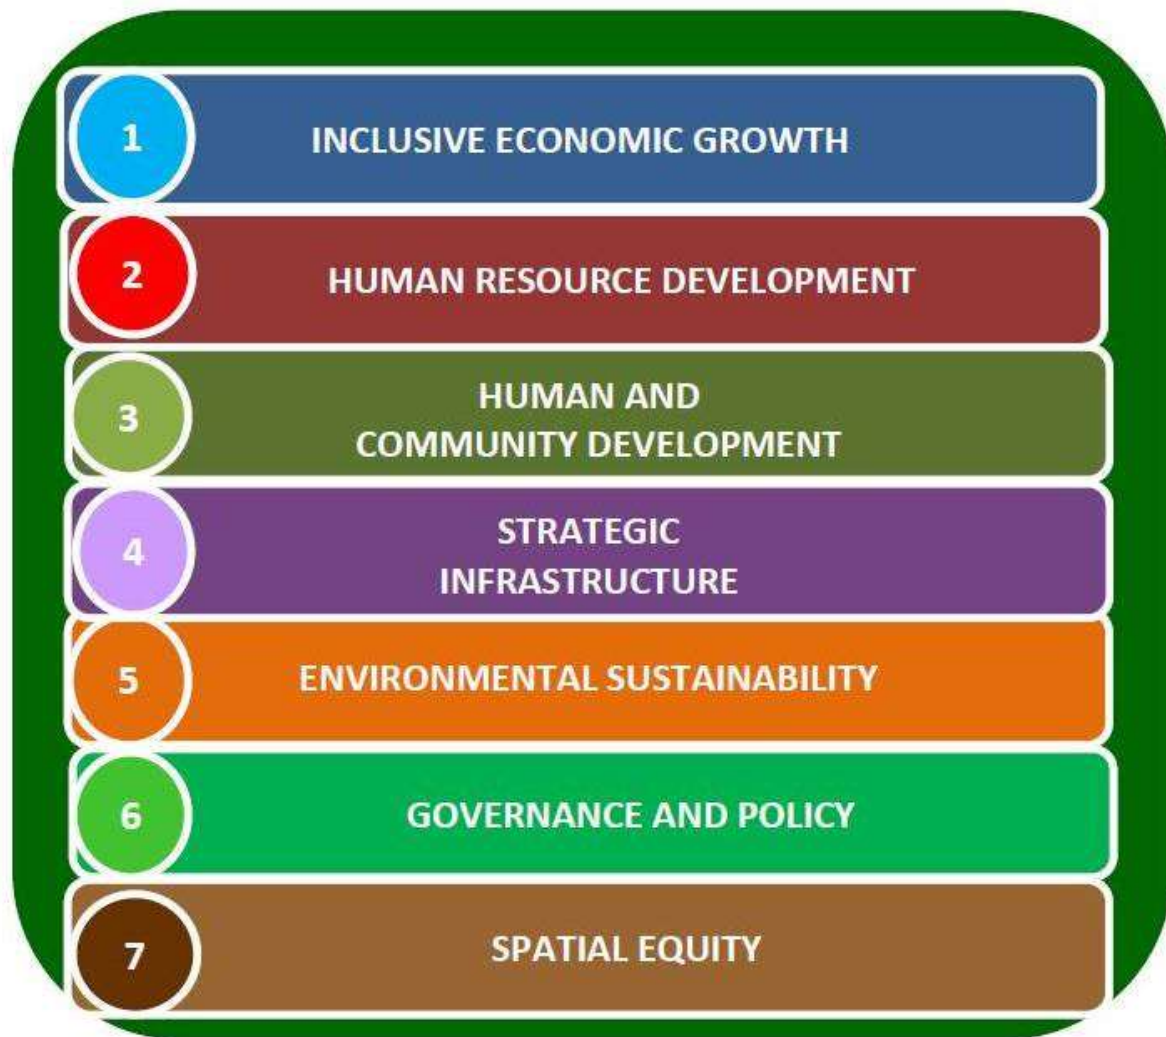 1
INCLUSIVE ECONOMIC GROWTH
2
HUMAN RESOURCE DEVELOPMENT
3
HUMAN AND
COMMUNITY DEVELOPMENT
4
STRATEGIC
INFRASTRUCTURE
5
ENVIRONMENTAL SUSTAINABILITY
6
GOVERNANCE AND POLICY
7
SPATIAL EQUITY